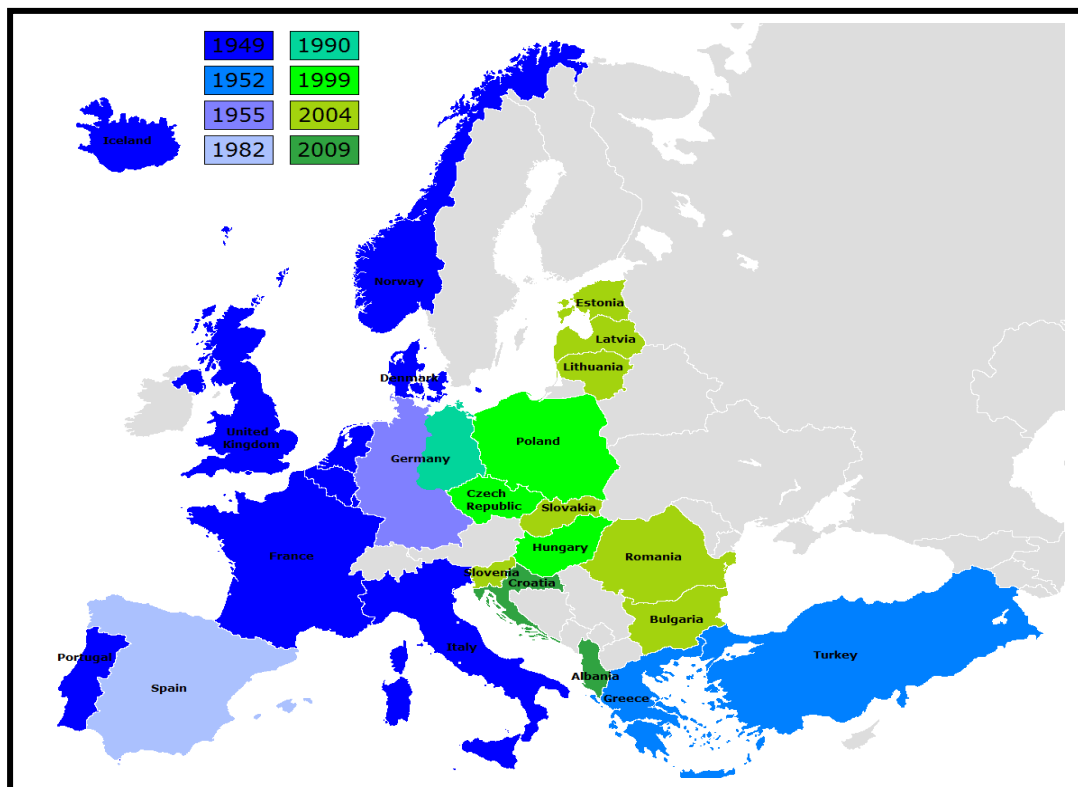 1949 1990
1952 1999
1955 2004
1982 2009
Iceland
Norway
Estonia
Latvia
Lithuania
Denmark
United
Kingdom
Poland
Germany
Czech
Republic
Slovakia
Hungary
France
Romania
Slovenia
Croatia
Bulgaria
Italy
Turkey
Portugal
Albania
Spain
Greece